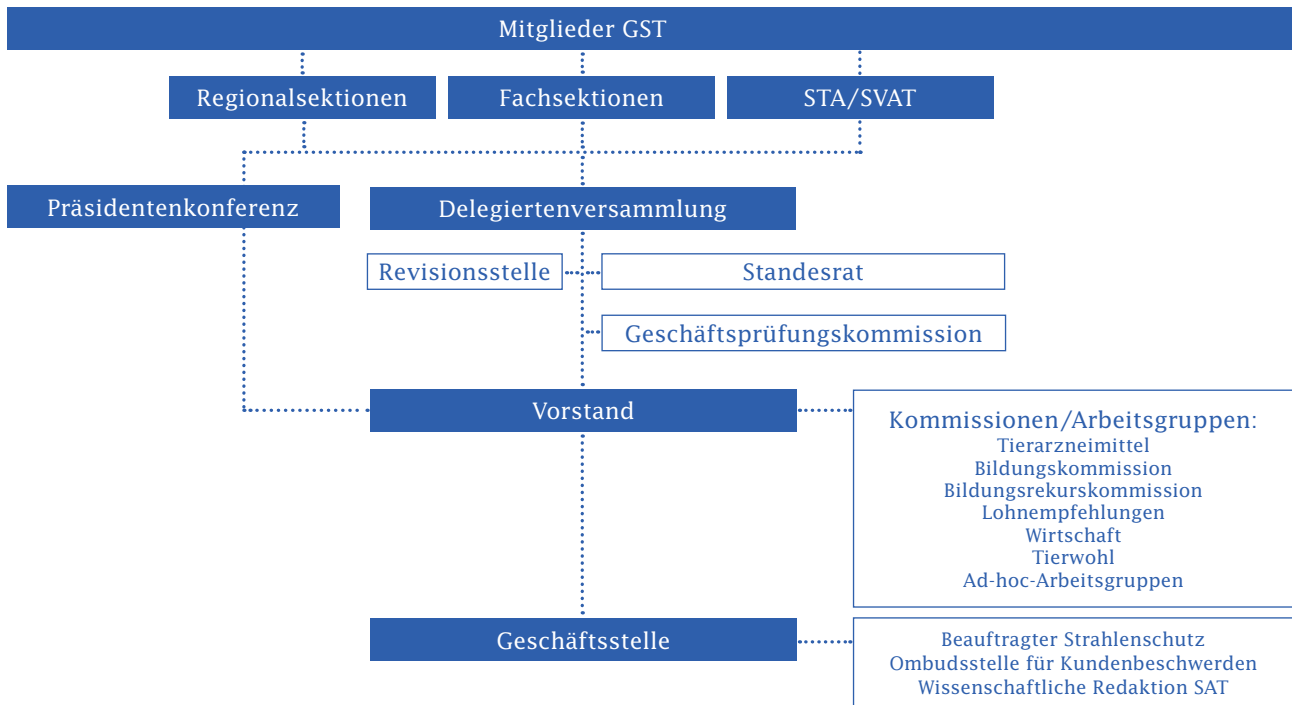 Mitglieder GST
Regionalsektionen
Fachsektionen
STA/SVAT
Präsidentenkonferenz
Delegiertenversammlung
Revisionsstelle
Standesrat
Geschäftsprüfungskommission
Vorstand
Kommissionen/Arbeitsgruppen:
Tierarzneimittel
Bildungskommission
Bildungsrekurskommission
Lohnempfehlungen
Wirtschaft
Tierwohl
Ad-hoc-Arbeitsgruppen
Geschäftsstelle
Beauftragter Strahlenschutz
Ombudsstelle für Kundenbeschwerden
Wissenschaftliche Redaktion SAT